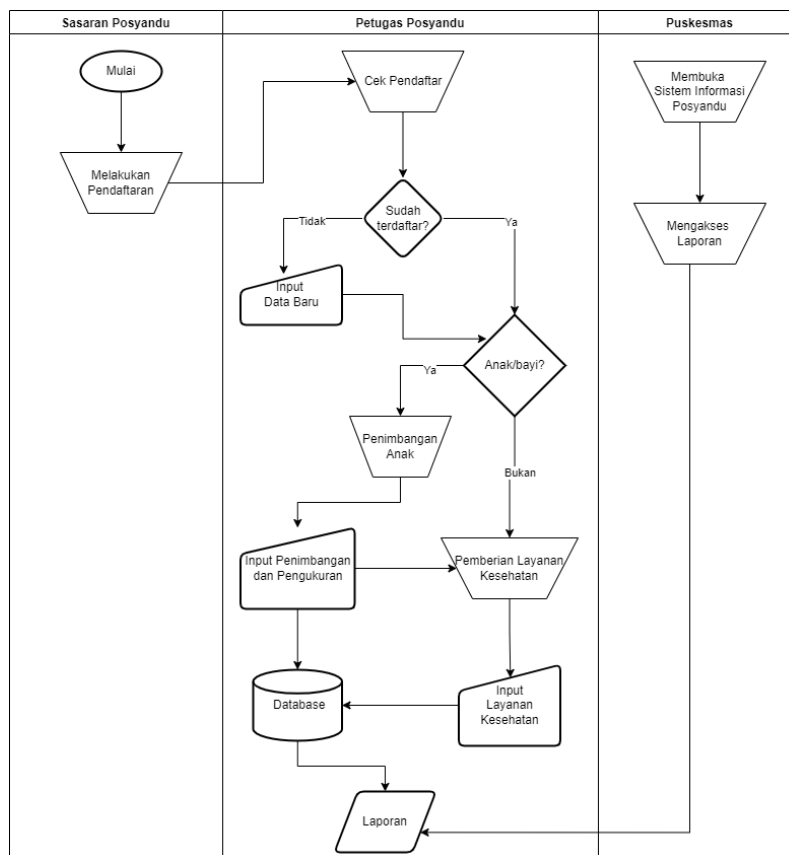 Sasaran Posyandu
Petugas Posyandu
Puskesmas
Mulai
Melakukan
Pendaftaran
Cek Pendaftar
Sudah
terdaftar?
Tidak
Ya
Input
Data Baru
Anak/bayi?
Ya
Bukan
Penimbangan
Anak
Input Penimbangan
dan Pengukuran
Pemberian Layanan
Kesehatan
Input
Layanan
Kesehatan
Database
Laporan
Membuka
Sistem Informasi
Posyandu
Mengakses
Laporan